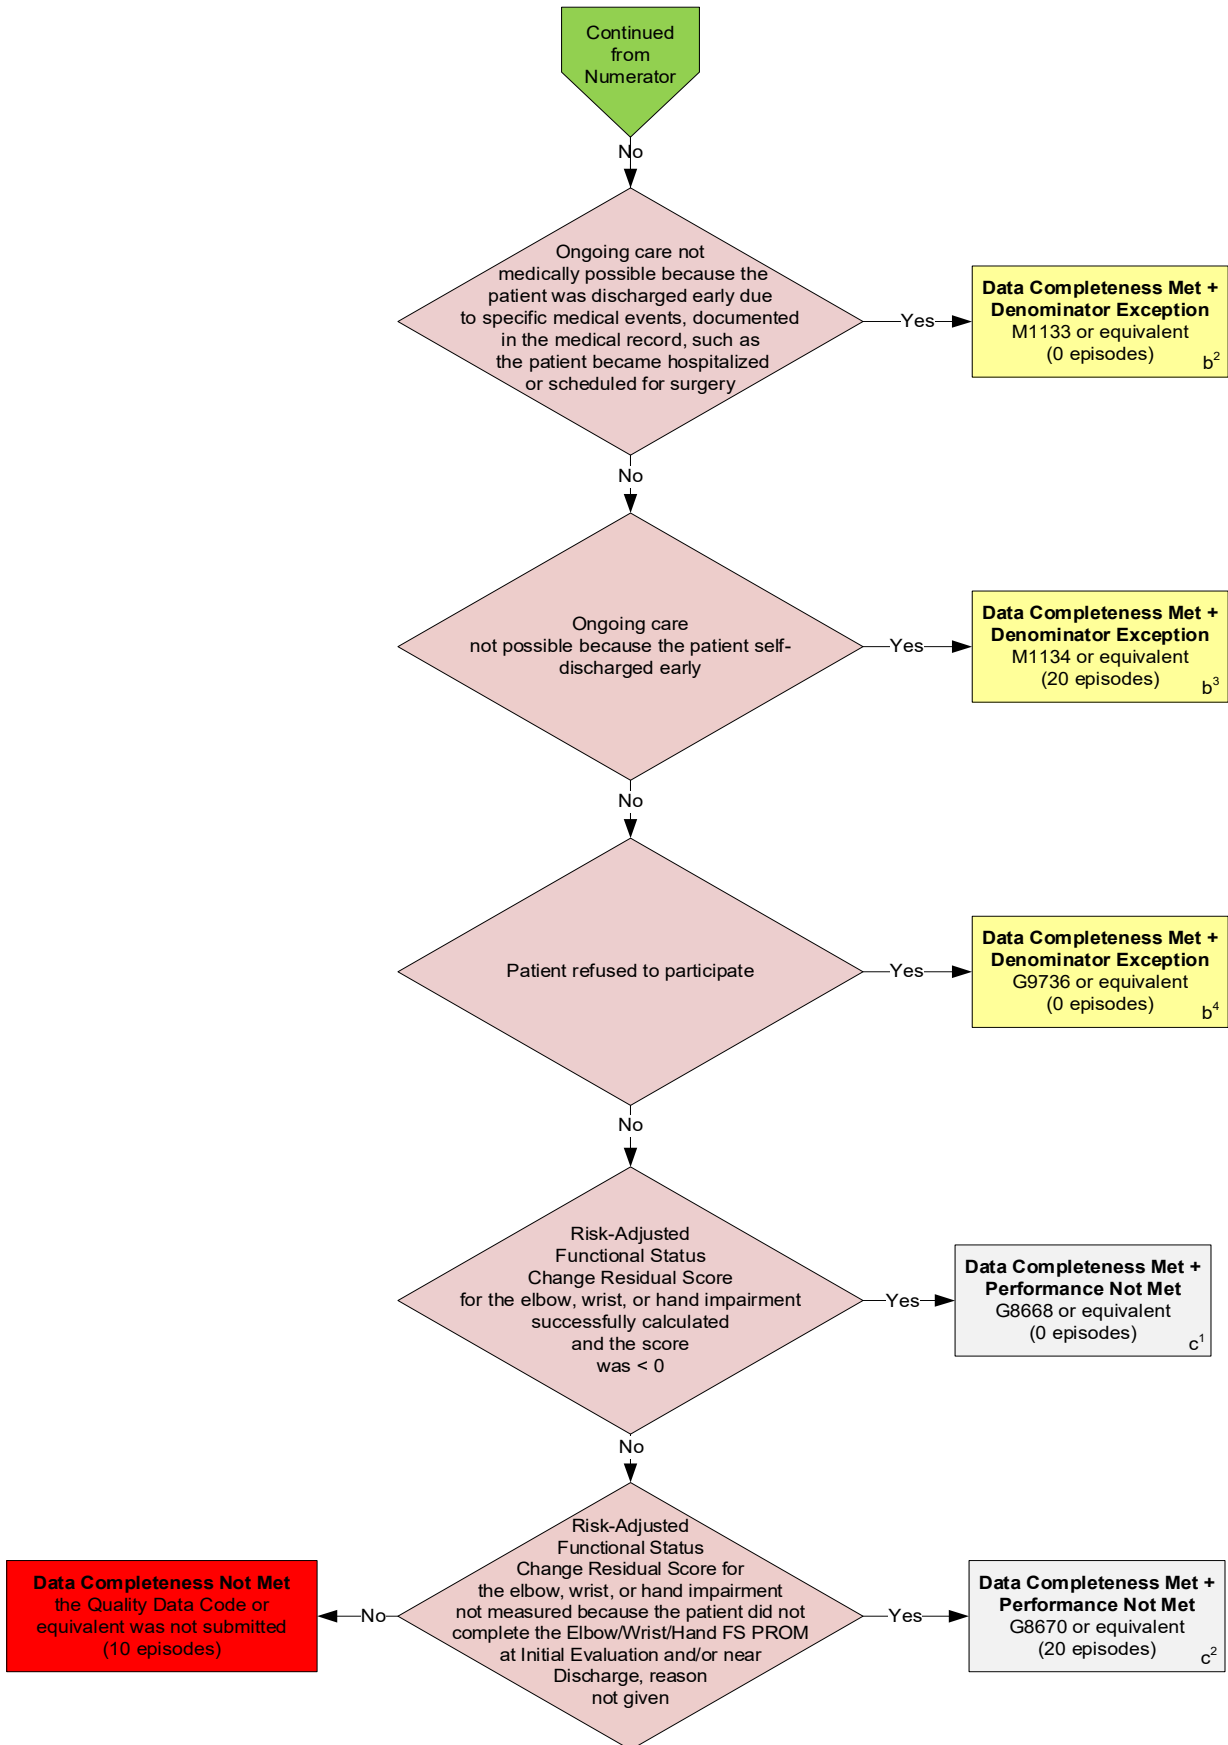 Continued
from
Numerator
No
Ongoing care not
medically possible because the
patient was discharged early due
to specific medical events, documented
in the medical record, such as
the patient became hospitalized
or scheduled for surgery
Yes
Data Completeness Met +
Denominator Exception
M1133 or equivalent
(0 episodes)
b²
No
Ongoing care
not possible because the patient self-
discharged early
Yes
Data Completeness Met +
Denominator Exception
M1134 or equivalent
(20 episodes)
b³
No
Patient refused to participate
Yes
Data Completeness Met +
Denominator Exception
G9736 or equivalent
(0 episodes)
b⁴
No
Risk-Adjusted
Functional Status
Change Residual Score
for the elbow, wrist, or hand impairment
successfully calculated
and the score
was < 0
Yes
Data Completeness Met +
Performance Not Met
G8668 or equivalent
(0 episodes)
c¹
No
Risk-Adjusted
Functional Status
Change Residual Score for
the elbow, wrist, or hand impairment
not measured because the patient did not
complete the Elbow/Wrist/Hand FS PROM
at Initial Evaluation and/or near
Discharge, reason
not given
No
Data Completeness Not Met
the Quality Data Code or
equivalent was not submitted
(10 episodes)
Yes
Data Completeness Met +
Performance Not Met
G8670 or equivalent
(20 episodes)
c²